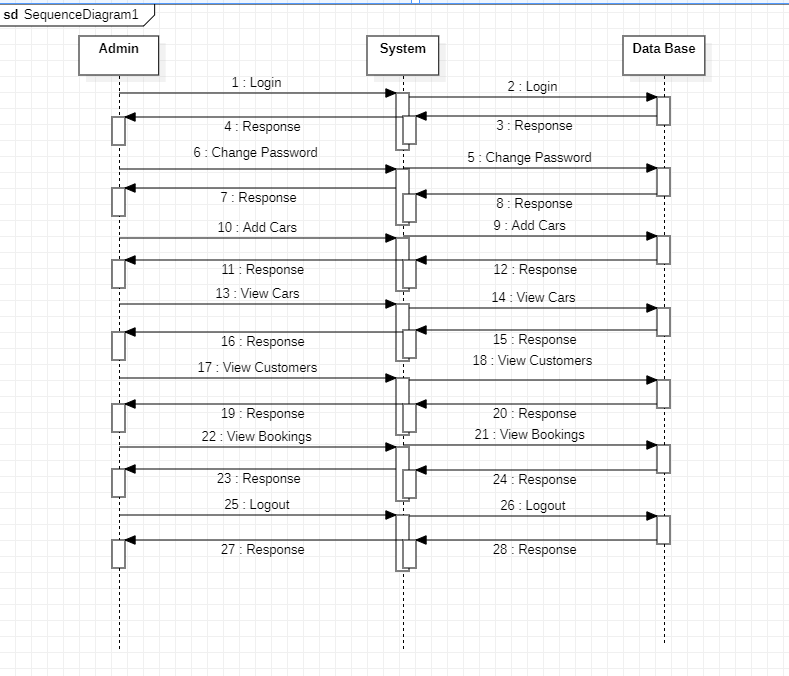 sd SequenceDiagram1
Admin
System
Data Base
1 : Login
2 : Login
4 : Response
3 : Response
6 : Change Password
5 : Change Password
7 : Response
8 : Response
10 : Add Cars
9 : Add Cars
11 : Response
12 : Response
13 : View Cars
14 : View Cars
16 : Response
15 : Response
17 : View Customers
18 : View Customers
19 : Response
20 : Response
22 : View Bookings
21 : View Bookings
23 : Response
24 : Response
25 : Logout
26 : Logout
27 : Response
28 : Response